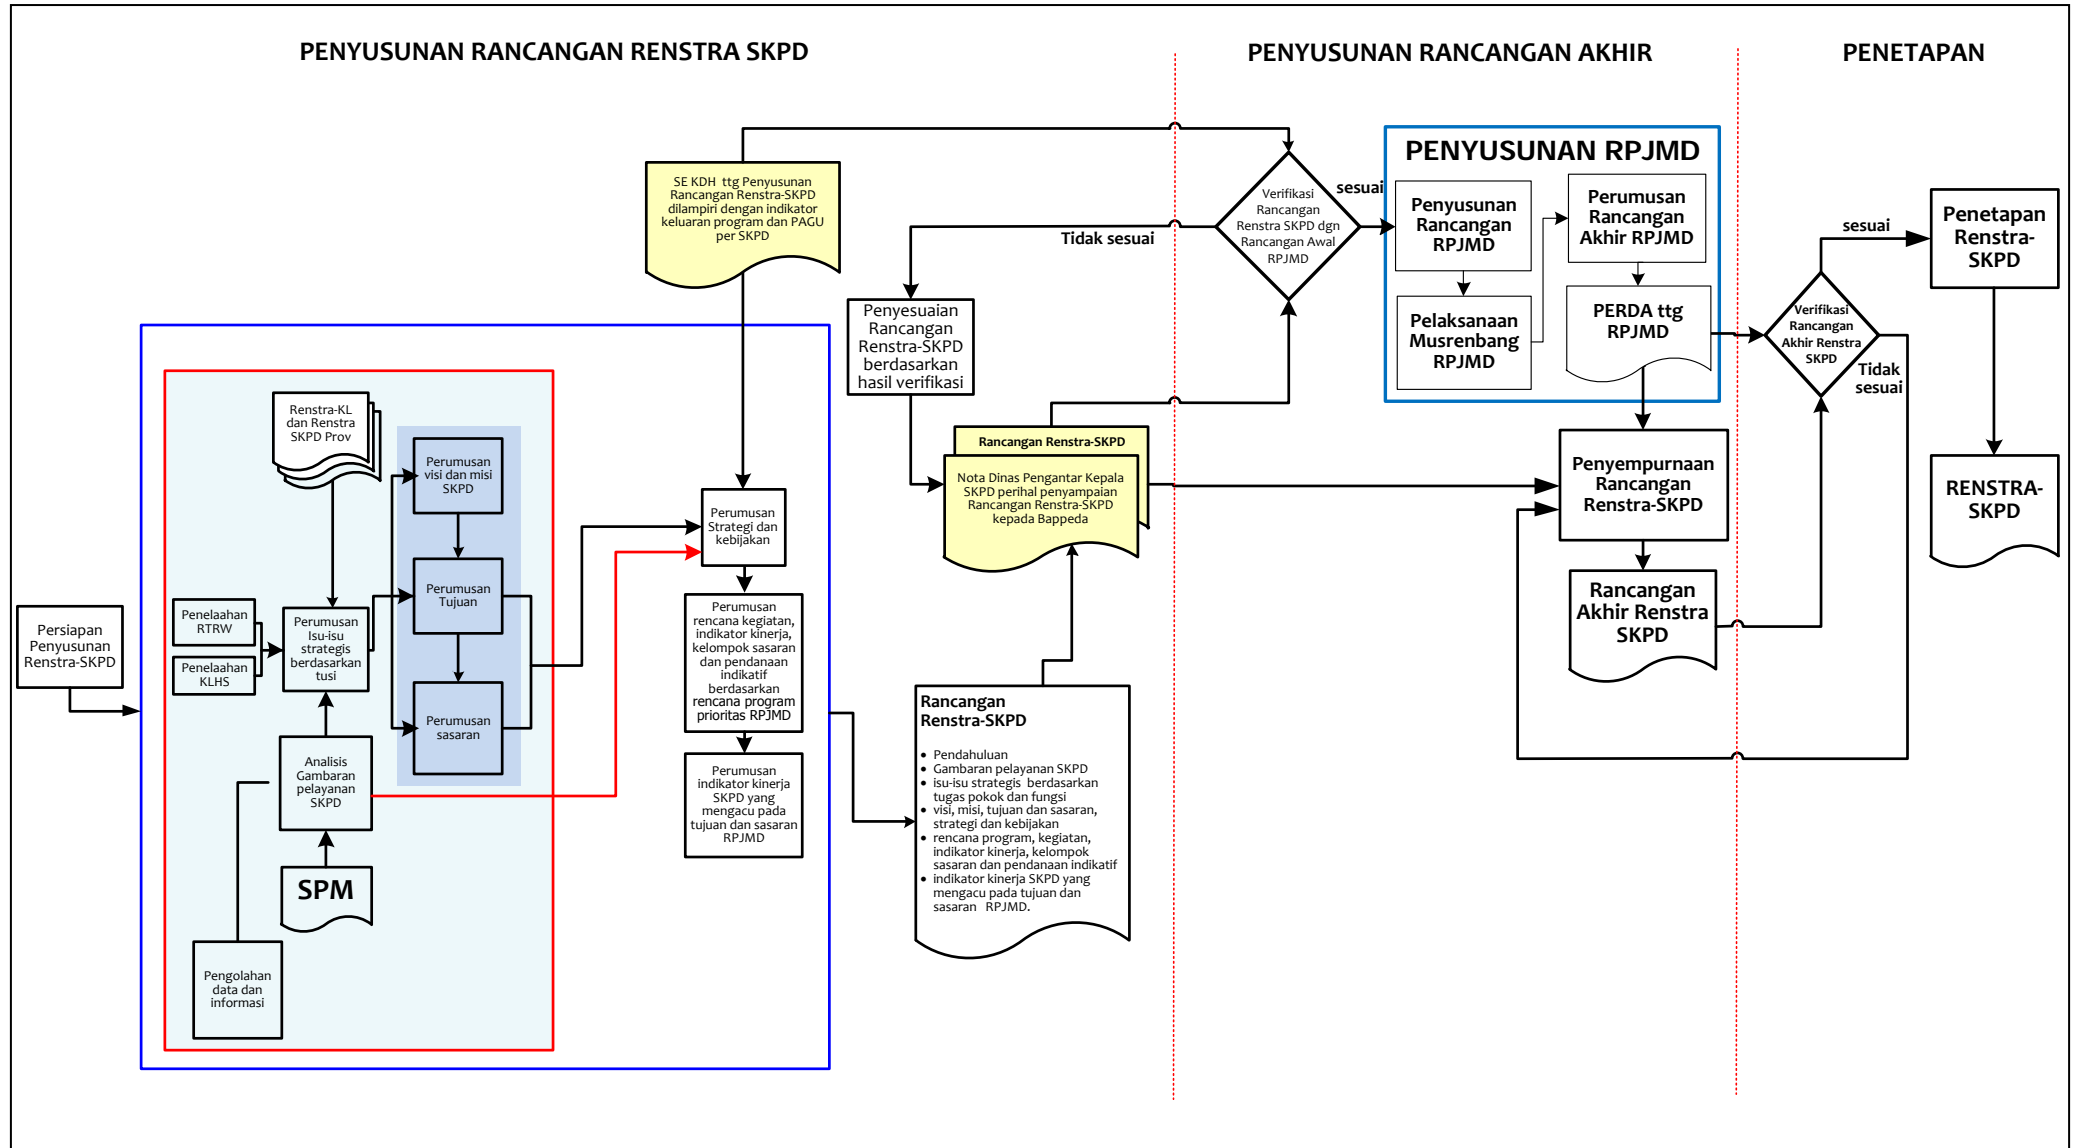 PENYUSUNAN RANCANGAN RENSTRA SKPD
PENYUSUNAN RANCANGAN AKHIR
PENETAPAN
SE KDH ttg Penyusunan
Rancangan Renstra-SKPD
dilampiri dengan indikator
keluaran program dan PAGU
per SKPD
Persiapan
Penyusunan
Renstra-SKPD
Renstra-KL
dan Renstra
SKPD Prov
Penelaahan
RTRW
Penelaahan
KLHS
Perumusan
Isu-isu
strategis
berdasarkan
tusi
Analisis
Gambaran
pelayanan
SKPD
SPM
Pengolahan
data dan
informasi
Perumusan
visi dan misi
SKPD
Perumusan
Tujuan
Perumusan
sasaran
Perumusan
Strategi dan
kebijakan
Perumusan
rencana kegiatan,
indikator kinerja,
kelompok sasaran
dan pendanaan
indikatif
berdasarkan
rencana program
prioritas RPJMD
Perumusan
indikator kinerja
SKPD yang
mengacu pada
tujuan dan sasaran
RPJMD
Tidak sesuai
Penyesuaian
Rancangan
Renstra-SKPD
berdasarkan
hasil verifikasi
Rancangan Renstra-SKPD
Nota Dinas Pengantar Kepala
SKPD perihal penyampaian
Rancangan Renstra-SKPD
kepada Bappeda
Rancangan
Renstra-SKPD
• Pendahuluan
• Gambaran pelayanan SKPD
• isu-isu strategis berdasarkan
tugas pokok dan fungsi
• visi, misi, tujuan dan sasaran,
strategi dan kebijakan
• rencana program, kegiatan,
indikator kinerja, kelompok
sasaran dan pendanaan indikatif
• indikator kinerja SKPD yang
mengacu pada tujuan dan
sasaran RPJMD.
Verifikasi
Rancangan
Renstra SKPD dgn
Rancangan Awal
RPJMD
sesuai
PENYUSUNAN RPJMD
Penyusunan
Rancangan
RPJMD
Pelaksanaan
Musrenbang
RPJMD
Perumusan
Rancangan
Akhir RPJMD
PERDA ttg
RPJMD
Penyempurnaan
Rancangan
Renstra-SKPD
Rancangan
Akhir Renstra
SKPD
Verifikasi
Rancangan
Akhir Renstra
SKPD
sesuai
Tidak
sesuai
Penetapan
Renstra-
SKPD
RENSTRA-
SKPD